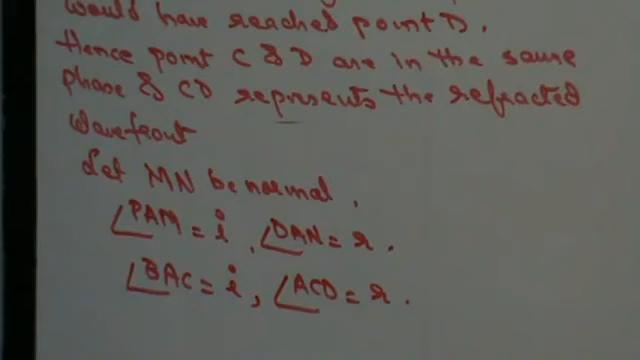 would have reached point D.
Hence point C & D are in the same
phase & CD represents the refracted
wavefront
Let MN be normal.
∠PAM = i, ∠DAN = r.
∠BAC = i, ∠ACD = r.